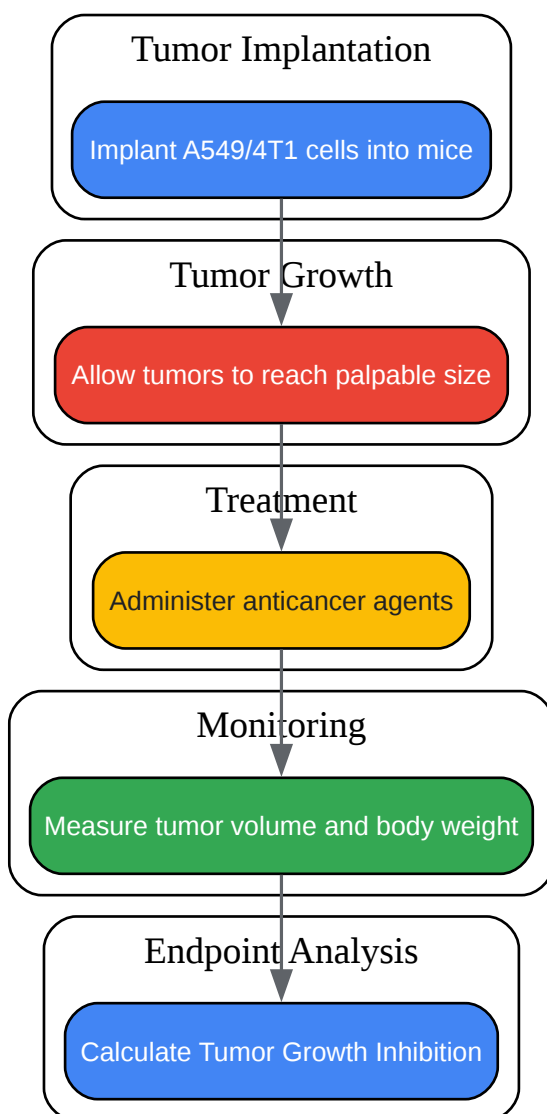 Tumor Implantation
Implant A549/4T1 cells into mice
Tumor Growth
Allow tumors to reach palpable size
Treatment
Administer anticancer agents
Monitoring
Measure tumor volume and body weight
Endpoint Analysis
Calculate Tumor Growth Inhibition